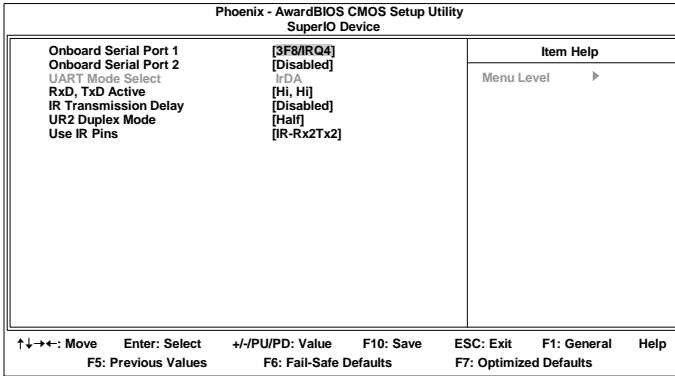 Phoenix - AwardBIOS CMOS Setup Utility
SuperIO Device
Onboard Serial Port 1 [3F8/IRQ4]
Item Help
Onboard Serial Port 2 [Disabled]
UART Mode Select IrDA
Menu Level ▶
RxD, TxD Active [Hi, Hi]
IR Transmission Delay [Disabled]
UR2 Duplex Mode [Half]
Use IR Pins [IR-Rx2Tx2]
↑↓→←: Move Enter: Select +/-/PU/PD: Value F10: Save ESC: Exit F1: General Help
F5: Previous Values F6: Fail-Safe Defaults F7: Optimized Defaults